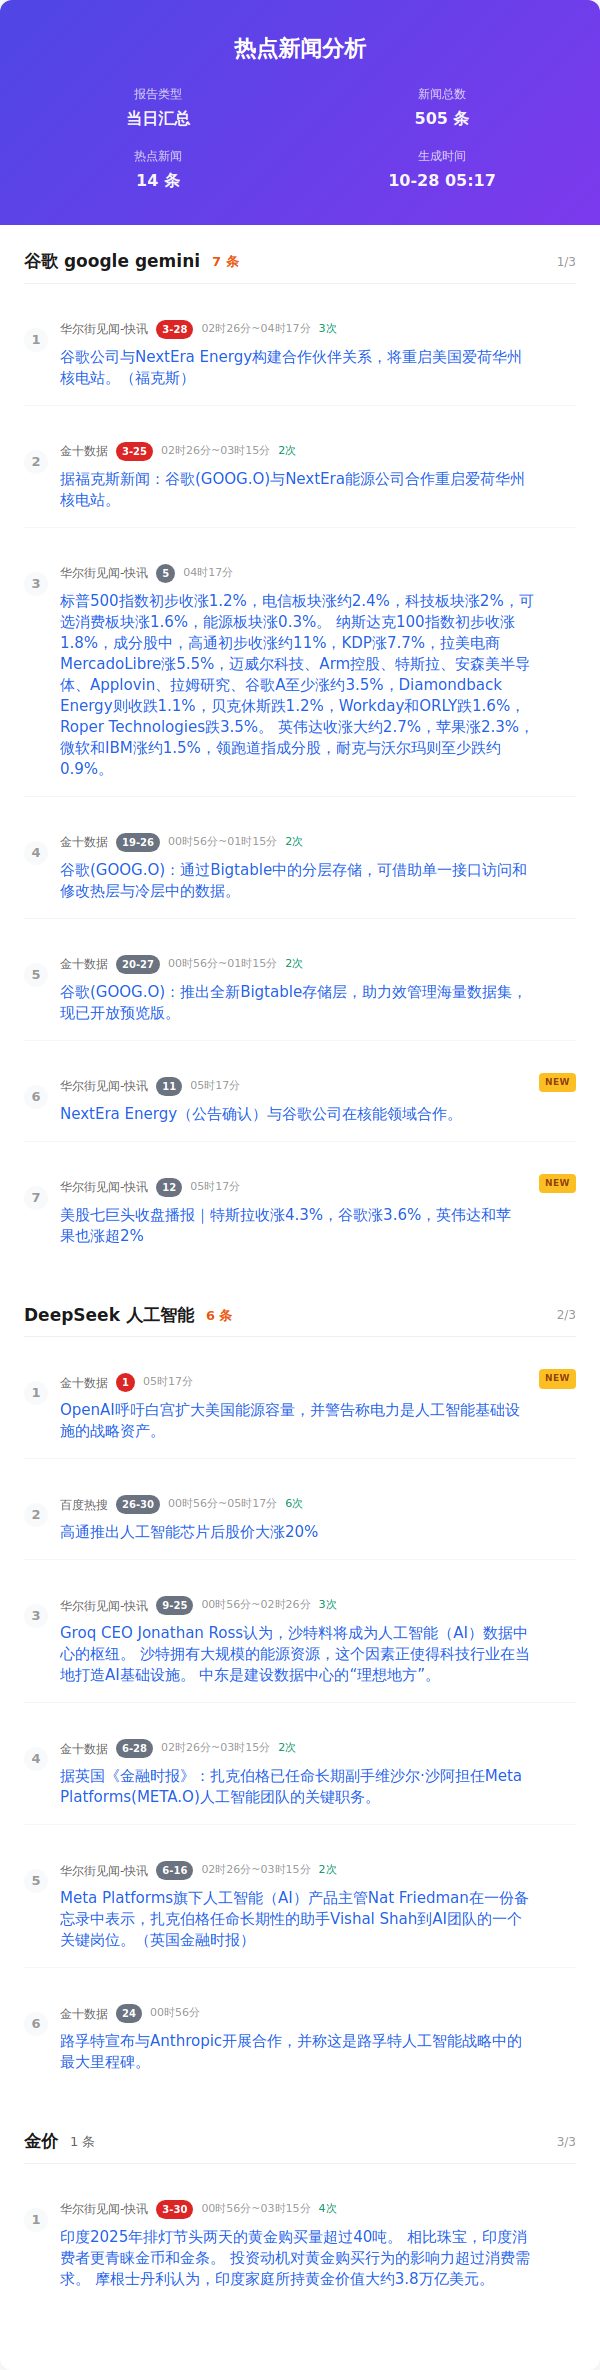 热点新闻分析
报告类型
当日汇总
新闻总数
505 条
热点新闻
14 条
生成时间
10-28 05:17
谷歌 google gemini 7 条 1/3
1
华尔街见闻-快讯 3-28 02时26分~04时17分 3次
谷歌公司与NextEra Energy构建合作伙伴关系，将重启美国爱荷华州
核电站。（福克斯）
2
金十数据 3-25 02时26分~03时15分 2次
据福克斯新闻：谷歌(GOOG.O)与NextEra能源公司合作重启爱荷华州
核电站。
3
华尔街见闻-快讯 5 04时17分
标普500指数初步收涨1.2%，电信板块涨约2.4%，科技板块涨2%，可
选消费板块涨1.6%，能源板块涨0.3%。 纳斯达克100指数初步收涨
1.8%，成分股中，高通初步收涨约11%，KDP涨7.7%，拉美电商
MercadoLibre涨5.5%，迈威尔科技、Arm控股、特斯拉、安森美半导
体、Applovin、拉姆研究、谷歌A至少涨约3.5%，Diamondback
Energy则收跌1.1%，贝克休斯跌1.2%，Workday和ORLY跌1.6%，
Roper Technologies跌3.5%。 英伟达收涨大约2.7%，苹果涨2.3%，
微软和IBM涨约1.5%，领跑道指成分股，耐克与沃尔玛则至少跌约
0.9%。
4
金十数据 19-26 00时56分~01时15分 2次
谷歌(GOOG.O)：通过Bigtable中的分层存储，可借助单一接口访问和
修改热层与冷层中的数据。
5
金十数据 20-27 00时56分~01时15分 2次
谷歌(GOOG.O)：推出全新Bigtable存储层，助力效管理海量数据集，
现已开放预览版。
6
华尔街见闻-快讯 11 05时17分 NEW
NextEra Energy（公告确认）与谷歌公司在核能领域合作。
7
华尔街见闻-快讯 12 05时17分 NEW
美股七巨头收盘播报｜特斯拉收涨4.3%，谷歌涨3.6%，英伟达和苹
果也涨超2%
DeepSeek 人工智能 6 条 2/3
1
金十数据 1 05时17分 NEW
OpenAI呼吁白宫扩大美国能源容量，并警告称电力是人工智能基础设
施的战略资产。
2
百度热搜 26-30 00时56分~05时17分 6次
高通推出人工智能芯片后股价大涨20%
3
华尔街见闻-快讯 9-25 00时56分~02时26分 3次
Groq CEO Jonathan Ross认为，沙特料将成为人工智能（AI）数据中
心的枢纽。 沙特拥有大规模的能源资源，这个因素正使得科技行业在当
地打造AI基础设施。 中东是建设数据中心的“理想地方”。
4
金十数据 6-28 02时26分~03时15分 2次
据英国《金融时报》：扎克伯格已任命长期副手维沙尔·沙阿担任Meta
Platforms(META.O)人工智能团队的关键职务。
5
华尔街见闻-快讯 6-16 02时26分~03时15分 2次
Meta Platforms旗下人工智能（AI）产品主管Nat Friedman在一份备
忘录中表示，扎克伯格任命长期性的助手Vishal Shah到AI团队的一个
关键岗位。（英国金融时报）
6
金十数据 24 00时56分
路孚特宣布与Anthropic开展合作，并称这是路孚特人工智能战略中的
最大里程碑。
金价 1 条 3/3
1
华尔街见闻-快讯 3-30 00时56分~03时15分 4次
印度2025年排灯节头两天的黄金购买量超过40吨。 相比珠宝，印度消
费者更青睐金币和金条。 投资动机对黄金购买行为的影响力超过消费需
求。 摩根士丹利认为，印度家庭所持黄金价值大约3.8万亿美元。